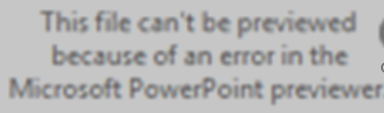 This file can't be previewed
because of an error in the
Microsoft PowerPoint previewer